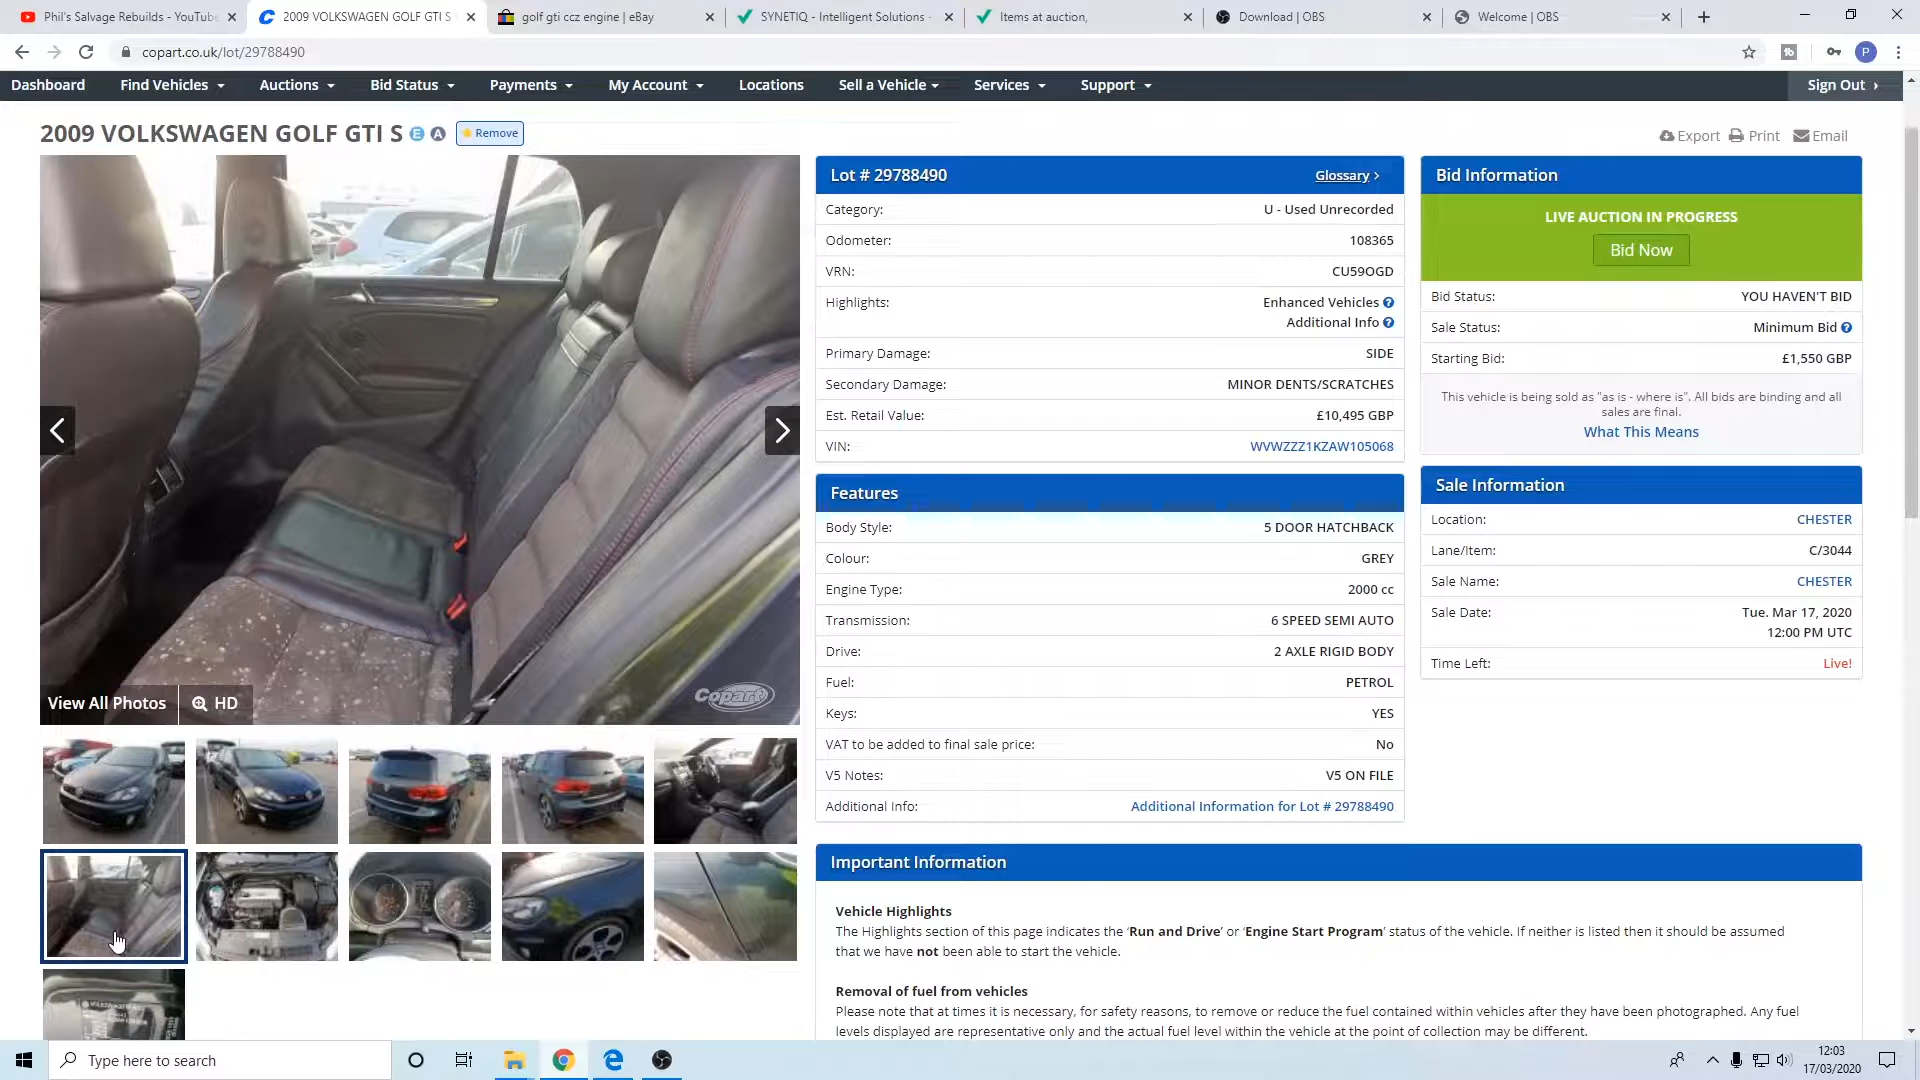 Phil's Salvage Rebuilds - YouTube
2009 VOLKSWAGEN GOLF GTI S
golf gti ccz engine | eBay
SYNETIQ - Intelligent Solutions -
Items at auction,
Download | OBS
Welcome | OBS
copart.co.uk/lot/29788490
P
Dashboard
Find Vehicles
Auctions
Bid Status
Payments
My Account
Locations
Sell a Vehicle
Services
Support
Sign Out
2009 VOLKSWAGEN GOLF GTI S E A
Remove
Export
Print
Email
View All Photos
HD
Copart
Lot # 29788490
Glossary
Category: U - Used Unrecorded
Odometer: 108365
VRN: CU59OGD
Highlights: Enhanced Vehicles
Additional Info
Primary Damage: SIDE
Secondary Damage: MINOR DENTS/SCRATCHES
Est. Retail Value: £10,495 GBP
VIN: WVWZZZ1KZAW105068
Features
Body Style: 5 DOOR HATCHBACK
Colour: GREY
Engine Type: 2000 cc
Transmission: 6 SPEED SEMI AUTO
Drive: 2 AXLE RIGID BODY
Fuel: PETROL
Keys: YES
VAT to be added to final sale price: No
V5 Notes: V5 ON FILE
Additional Info: Additional Information for Lot # 29788490
Bid Information
LIVE AUCTION IN PROGRESS
Bid Now
Bid Status: YOU HAVEN'T BID
Sale Status: Minimum Bid
Starting Bid: £1,550 GBP
This vehicle is being sold as "as is - where is". All bids are binding and all
sales are final.
What This Means
Sale Information
Location: CHESTER
Lane/Item: C/3044
Sale Name: CHESTER
Sale Date: Tue. Mar 17, 2020
12:00 PM UTC
Time Left: Live!
Important Information
Vehicle Highlights
The Highlights section of this page indicates the 'Run and Drive' or 'Engine Start Program' status of the vehicle. If neither is listed then it should be assumed
that we have not been able to start the vehicle.
Removal of fuel from vehicles
Please note that at times it is necessary, for safety reasons, to remove or reduce the fuel contained within vehicles after they have been photographed. Any fuel
levels displayed are representative only and the actual fuel level within the vehicle at the point of collection may be different.
Type here to search
12:03
17/03/2020